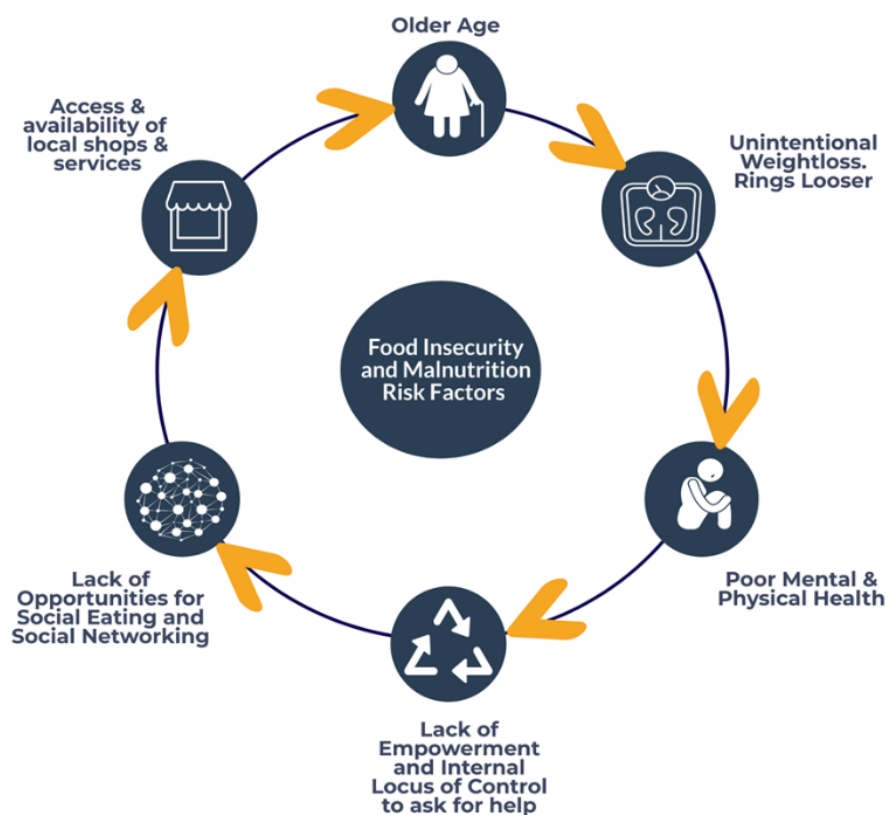 Older Age
Unintentional
Weightloss.
Rings Looser
Poor Mental &
Physical Health
Lack of
Empowerment
and Internal
Locus of Control
to ask for help
Lack of
Opportunities for
Social Eating and
Social Networking
Access &
availability of
local shops &
services
Food Insecurity
and Malnutrition
Risk Factors